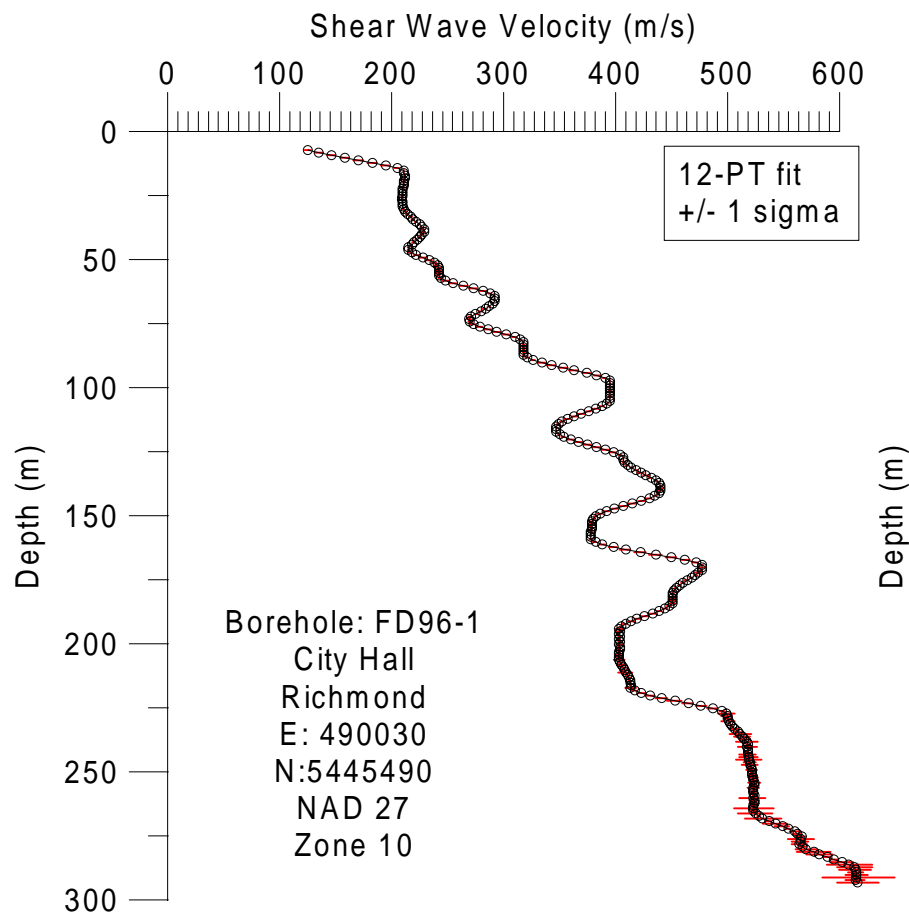 Shear Wave Velocity (m/s)
0 100 200 300 400 500 600
0
50
100
150
200
250
300
Depth (m)
Depth (m)
12-PT fit
+/- 1 sigma
Borehole: FD96-1
City Hall
Richmond
E: 490030
N:5445490
NAD 27
Zone 10